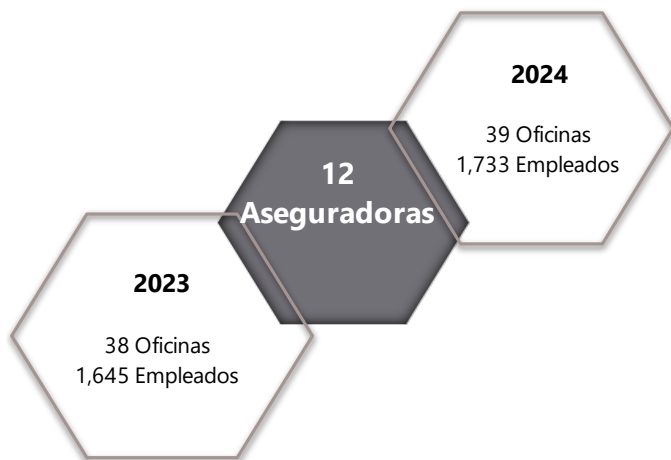 2024
39 Oficinas
1,733 Empleados
12
Aseguradoras
2023
38 Oficinas
1,645 Empleados